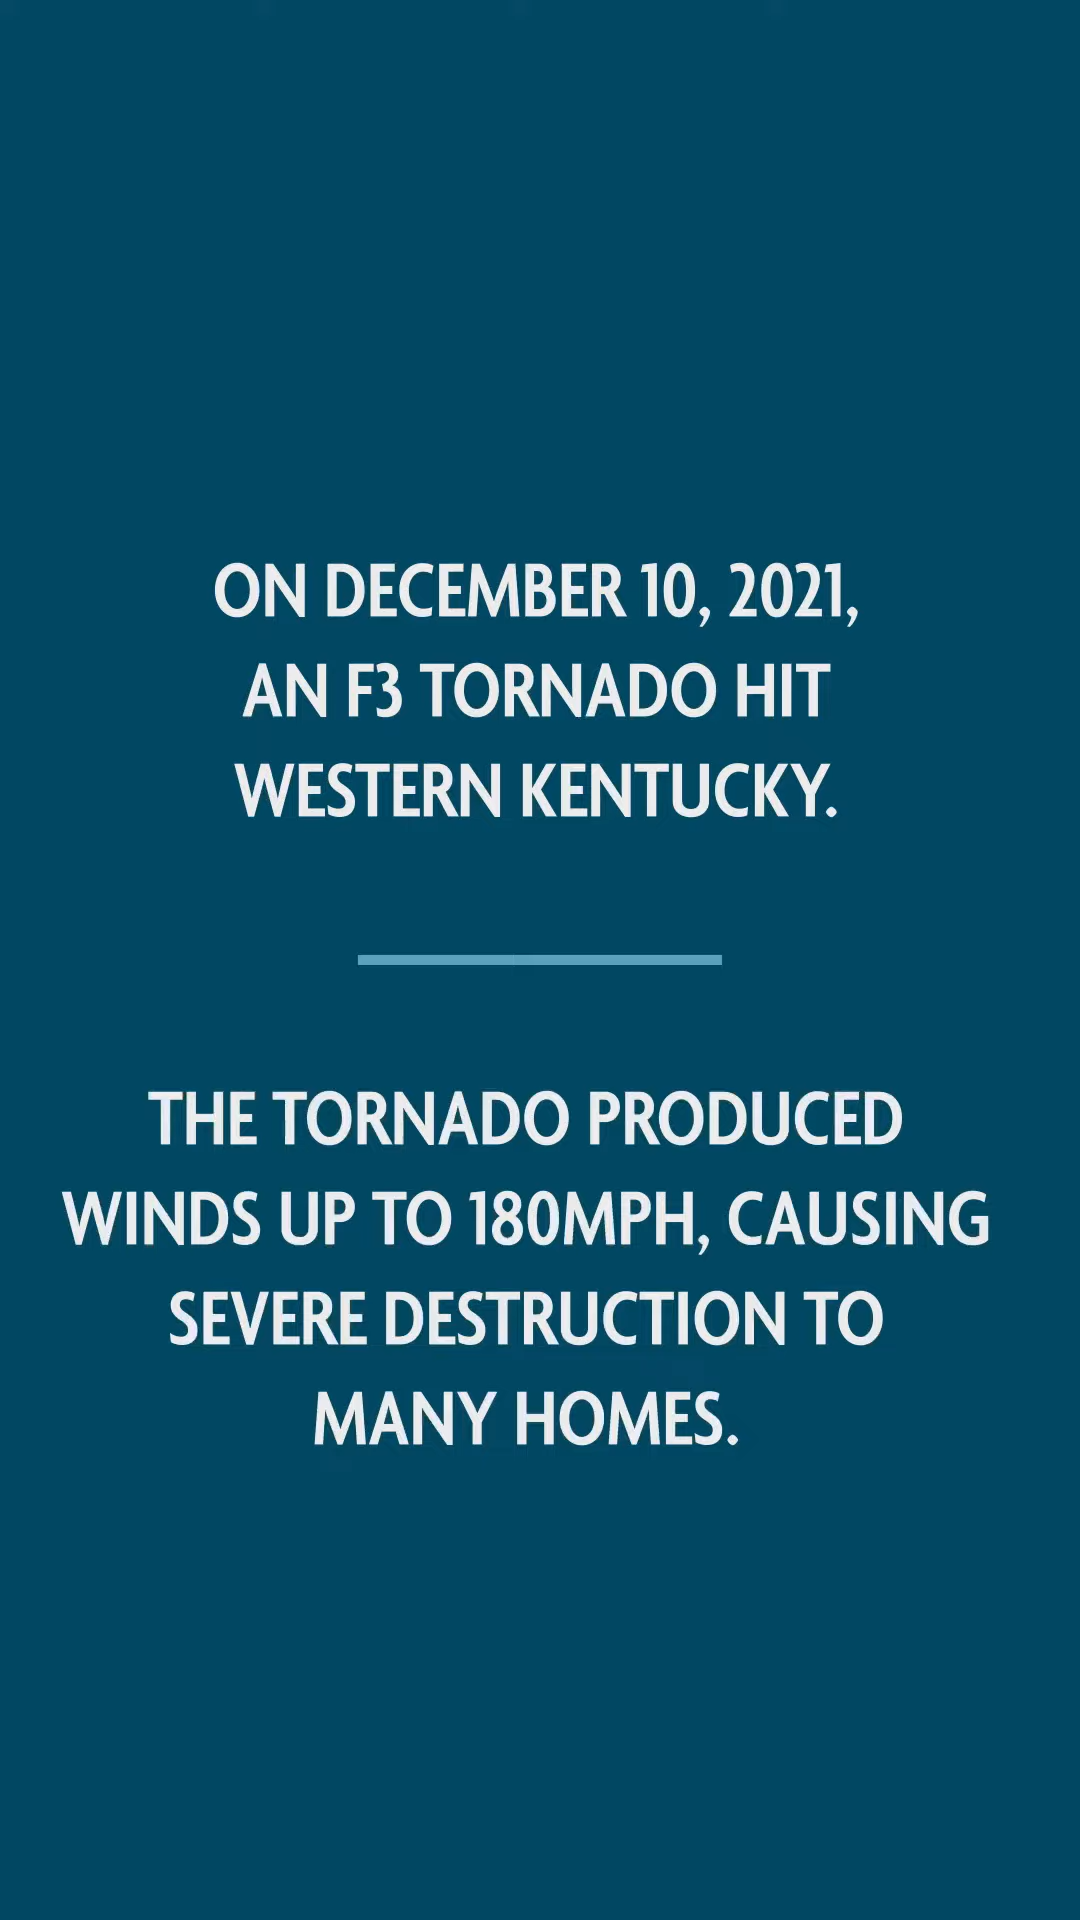 ON DECEMBER 10, 2021,
AN F3 TORNADO HIT
WESTERN KENTUCKY.
THE TORNADO PRODUCED
WINDS UP TO 180MPH, CAUSING
SEVERE DESTRUCTION TO
MANY HOMES.